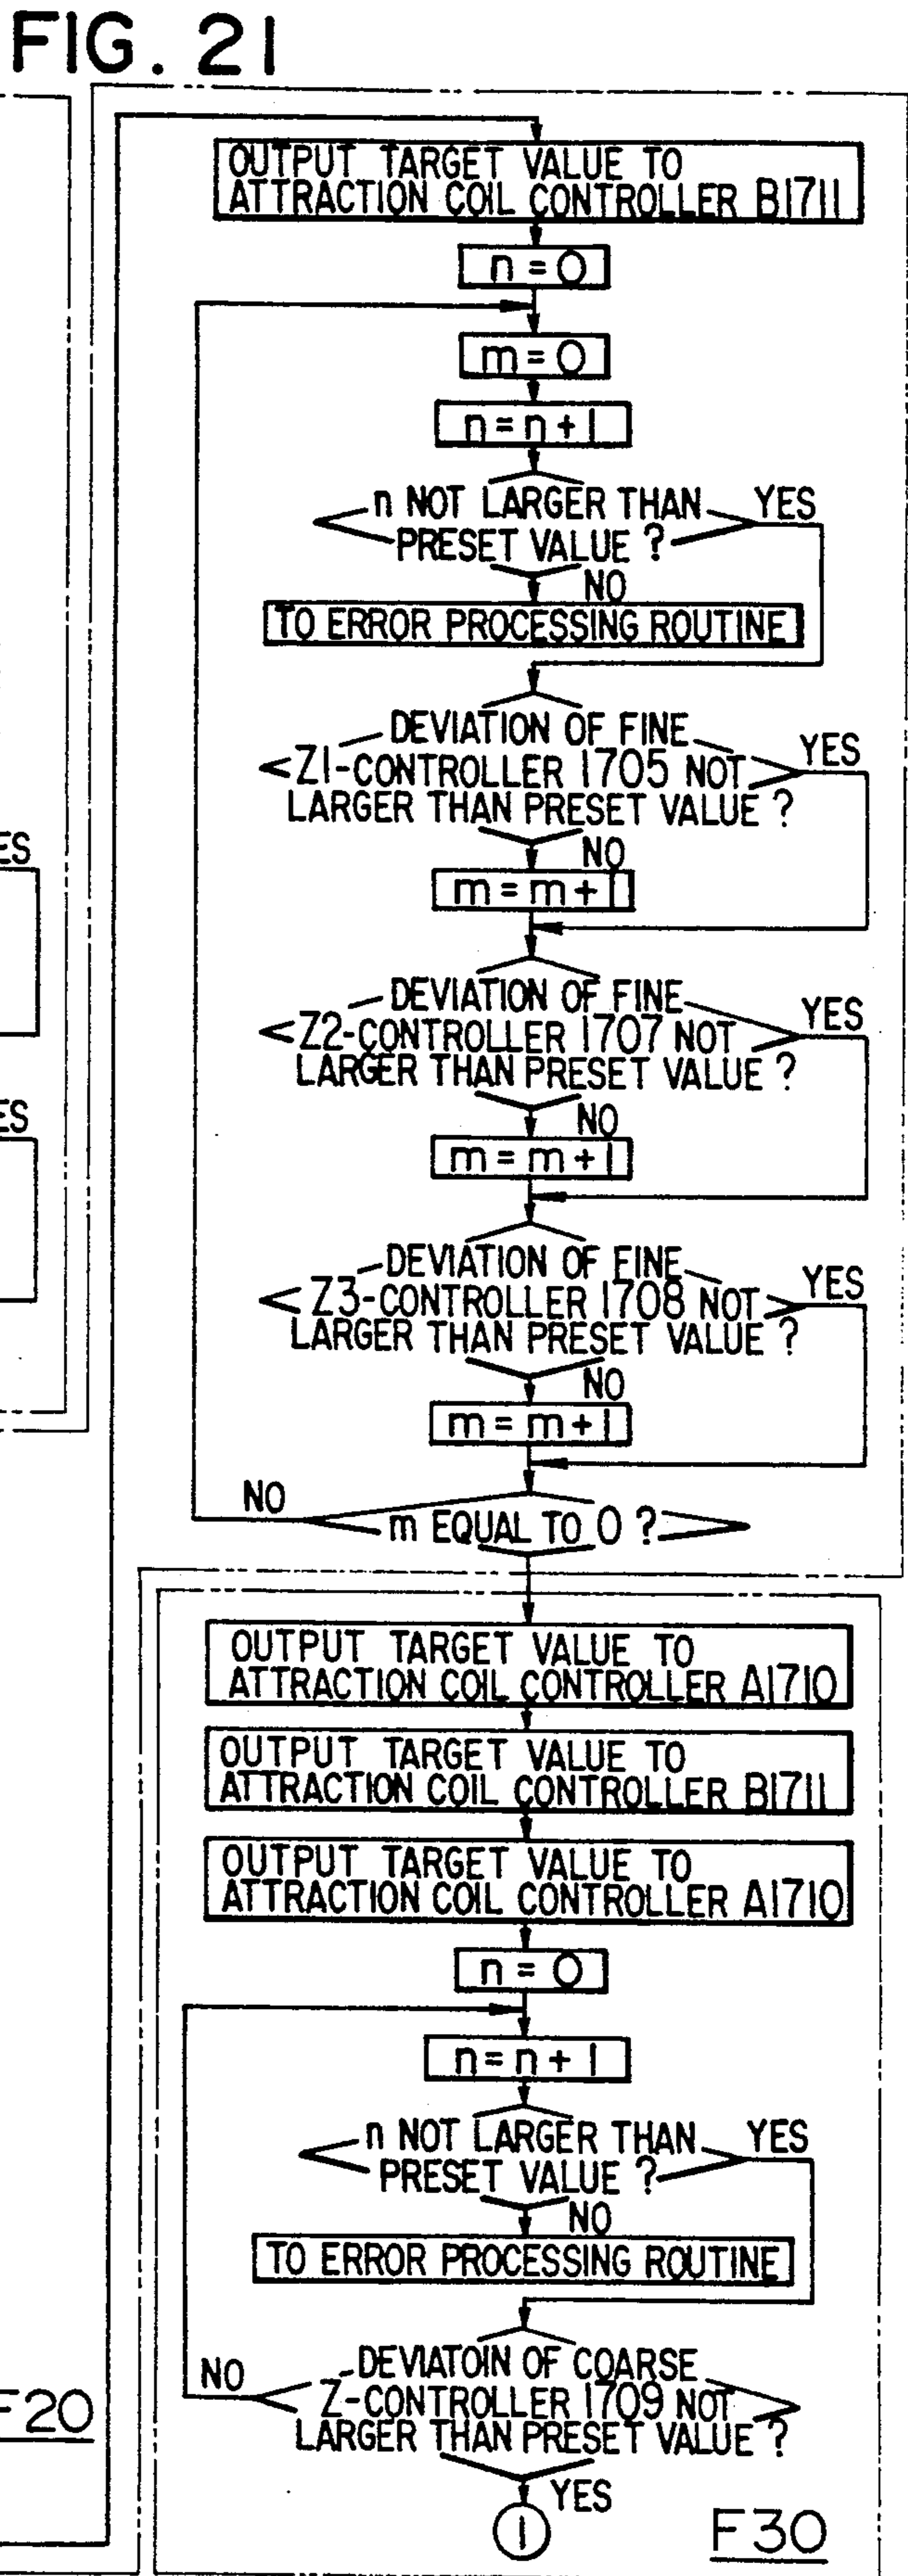 FIG. 21
OUTPUT TARGET VALUE TO
ATTRACTION COIL CONTROLLER B1711
n = 0
m = 0
n = n + 1
n NOT LARGER THAN
PRESET VALUE ?
YES
NO
TO ERROR PROCESSING ROUTINE
DEVIATION OF FINE
Z1-CONTROLLER 1705 NOT
LARGER THAN PRESET VALUE ?
YES
NO
m = m + 1
DEVIATION OF FINE
Z2-CONTROLLER 1707 NOT
LARGER THAN PRESET VALUE ?
YES
NO
m = m + 1
DEVIATION OF FINE
Z3-CONTROLLER 1708 NOT
LARGER THAN PRESET VALUE ?
YES
NO
m = m + 1
NO
m EQUAL TO 0 ?
OUTPUT TARGET VALUE TO
ATTRACTION COIL CONTROLLER A1710
OUTPUT TARGET VALUE TO
ATTRACTION COIL CONTROLLER B1711
OUTPUT TARGET VALUE TO
ATTRACTION COIL CONTROLLER A1710
n = 0
n = n + 1
n NOT LARGER THAN
PRESET VALUE ?
YES
NO
TO ERROR PROCESSING ROUTINE
NO
DEVIATOIN OF COARSE
Z-CONTROLLER 1709 NOT
LARGER THAN PRESET VALUE ?
YES
1
F30
ES
ES
F20